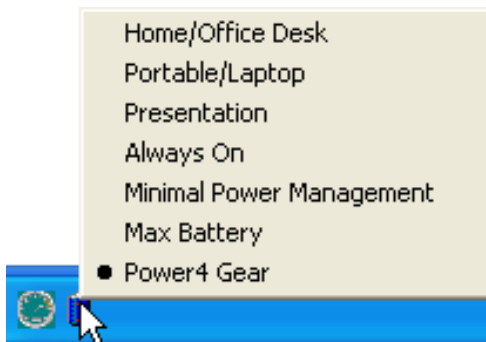 Home/Office Desk
Portable/Laptop
Presentation
Always On
Minimal Power Management
Max Battery
Power4 Gear